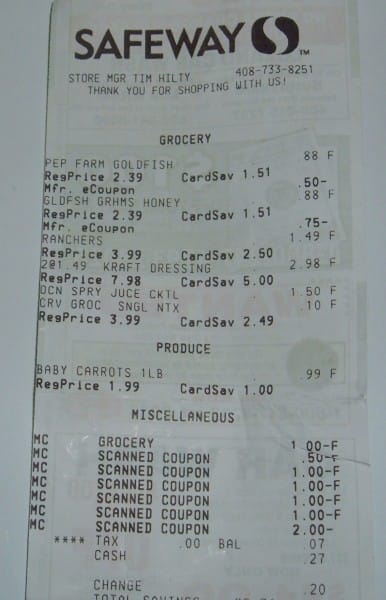 SAFEWAY S TM
STORE MGR TIM HILTY 408-733-8251
THANK YOU FOR SHOPPING WITH US!
GROCERY
PEP FARM GOLDFISH .88 F
RegPrice 2.39 CardSav 1.51
Mfr. eCoupon .50-
GLDFSH GRHMS HONEY .88 F
RegPrice 2.39 CardSav 1.51
Mfr. eCoupon .75-
RANCHERS 1.49 F
RegPrice 3.99 CardSav 2.50
2@1.49 KRAFT DRESSING 2.98 F
RegPrice 7.98 CardSav 5.00
OCN SPRY JUCE CKTL 1.50 F
CRV GROC SNGL NTX .10 F
RegPrice 3.99 CardSav 2.49
PRODUCE
BABY CARROTS 1LB .99 F
RegPrice 1.99 CardSav 1.00
MISCELLANEOUS
MC GROCERY 1.00-F
MC SCANNED COUPON .50-F
MC SCANNED COUPON 1.00-F
MC SCANNED COUPON 1.00-F
MC SCANNED COUPON 1.00-F
MC SCANNED COUPON 1.00-F
MC SCANNED COUPON 2.00-
**** TAX .00 BAL .07
CASH .27
CHANGE .20
TOTAL SAVINGS